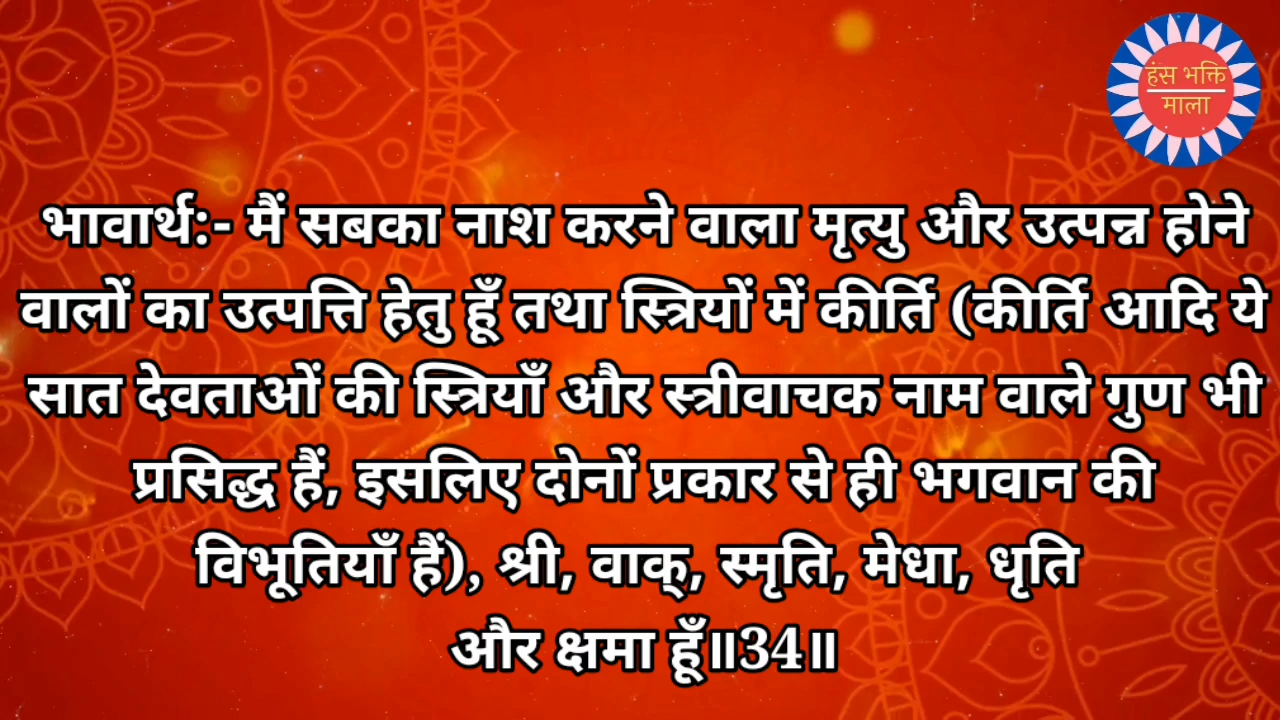 हंस भक्ति
माला
भावार्थ:- मैं सबका नाश करने वाला मृत्यु और उत्पन्न होने
वालों का उत्पत्ति हेतु हूँ तथा स्त्रियों में कीर्ति (कीर्ति आदि ये
सात देवताओं की स्त्रियाँ और स्त्रीवाचक नाम वाले गुण भी
प्रसिद्ध हैं, इसलिए दोनों प्रकार से ही भगवान की
विभूतियाँ हैं), श्री, वाक्, स्मृति, मेधा, धृति
और क्षमा हूँ॥34॥